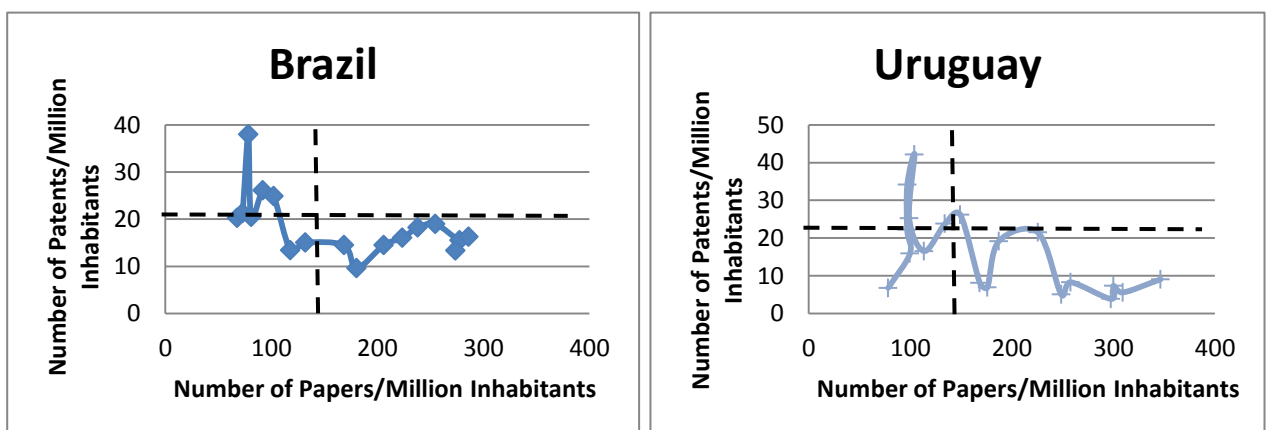 Brazil
Number of Patents/Million
Inhabitants
40
30
20
10
0
0 100 200 300 400
Number of Papers/Million Inhabitants
Uruguay
Number of Patents/Million
Inhabitants
50
40
30
20
10
0
0 100 200 300 400
Number of Papers/Million Inhabitants